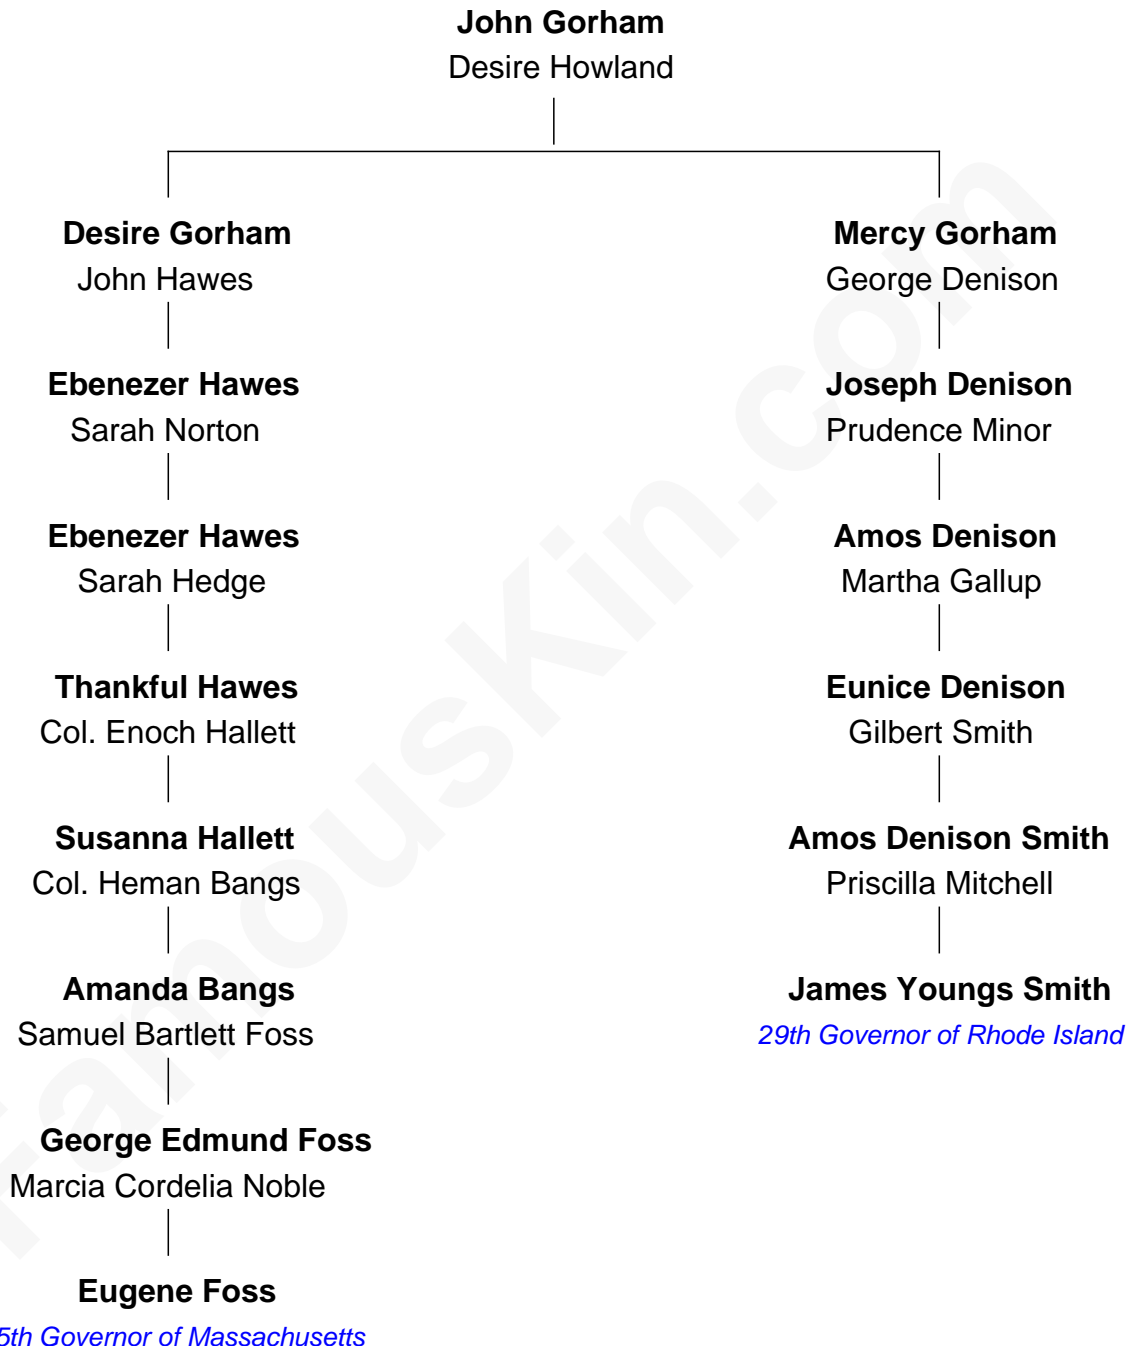 John Gorham
Desire Howland
Desire Gorham
John Hawes
Mercy Gorham
George Denison
Ebenezer Hawes
Sarah Norton
Joseph Denison
Prudence Minor
Ebenezer Hawes
Sarah Hedge
Amos Denison
Martha Gallup
Thankful Hawes
Col. Enoch Hallett
Eunice Denison
Gilbert Smith
Susanna Hallett
Col. Heman Bangs
Amos Denison Smith
Priscilla Mitchell
Amanda Bangs
Samuel Bartlett Foss
James Youngs Smith
29th Governor of Rhode Island
George Edmund Foss
Marcia Cordelia Noble
Eugene Foss
5th Governor of Massachusetts
FamousKin.com